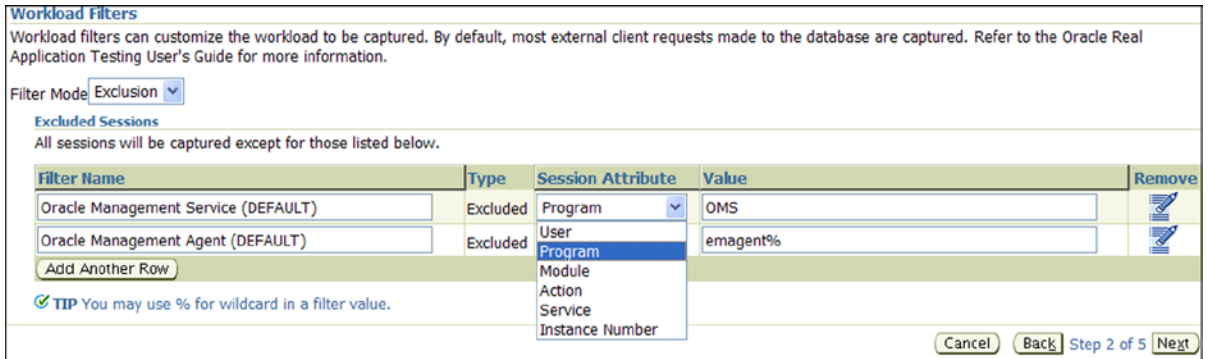 Workload Filters
Workload filters can customize the workload to be captured. By default, most external client requests made to the database are captured. Refer to the Oracle Real
Application Testing User's Guide for more information.
Filter Mode Exclusion
Excluded Sessions
All sessions will be captured except for those listed below.
Filter Name Type Session Attribute Value Remove
Oracle Management Service (DEFAULT) Excluded Program OMS
Oracle Management Agent (DEFAULT) Excluded emagent%
User
Program
Module
Action
Service
Instance Number
Add Another Row
TIP You may use % for wildcard in a filter value.
Cancel Back Step 2 of 5 Next